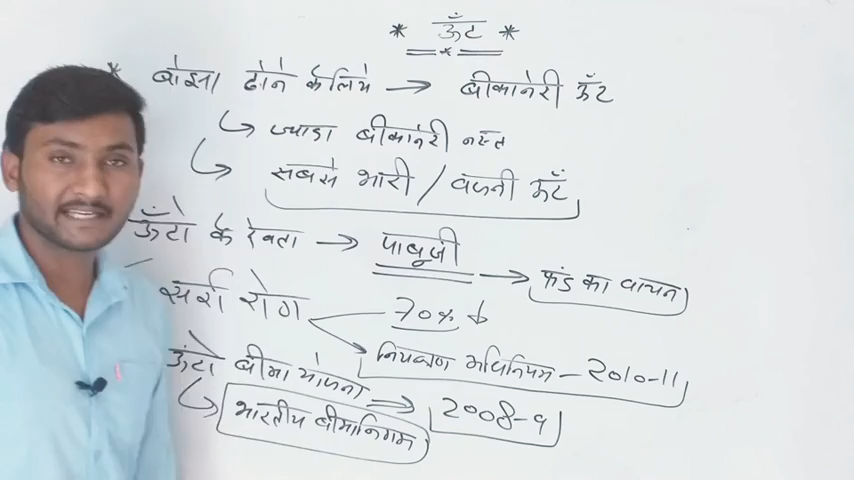 * ऊँट *
* बोझा ढोने के लिये → बीकानेरी ऊँट
↳ ज्यादा बीकानेरी नस्ल
↳ सबसे भारी / वजनी ऊँट
ऊँटो के देवता → पाबूजी → फड का वाचन
सर्रा रोग 70% ↓
नियंत्रण अधिनियम - 2010-11
ऊंटो बीमा योजना ⇒ 2008-9
↳ भारतीय बीमा निगम